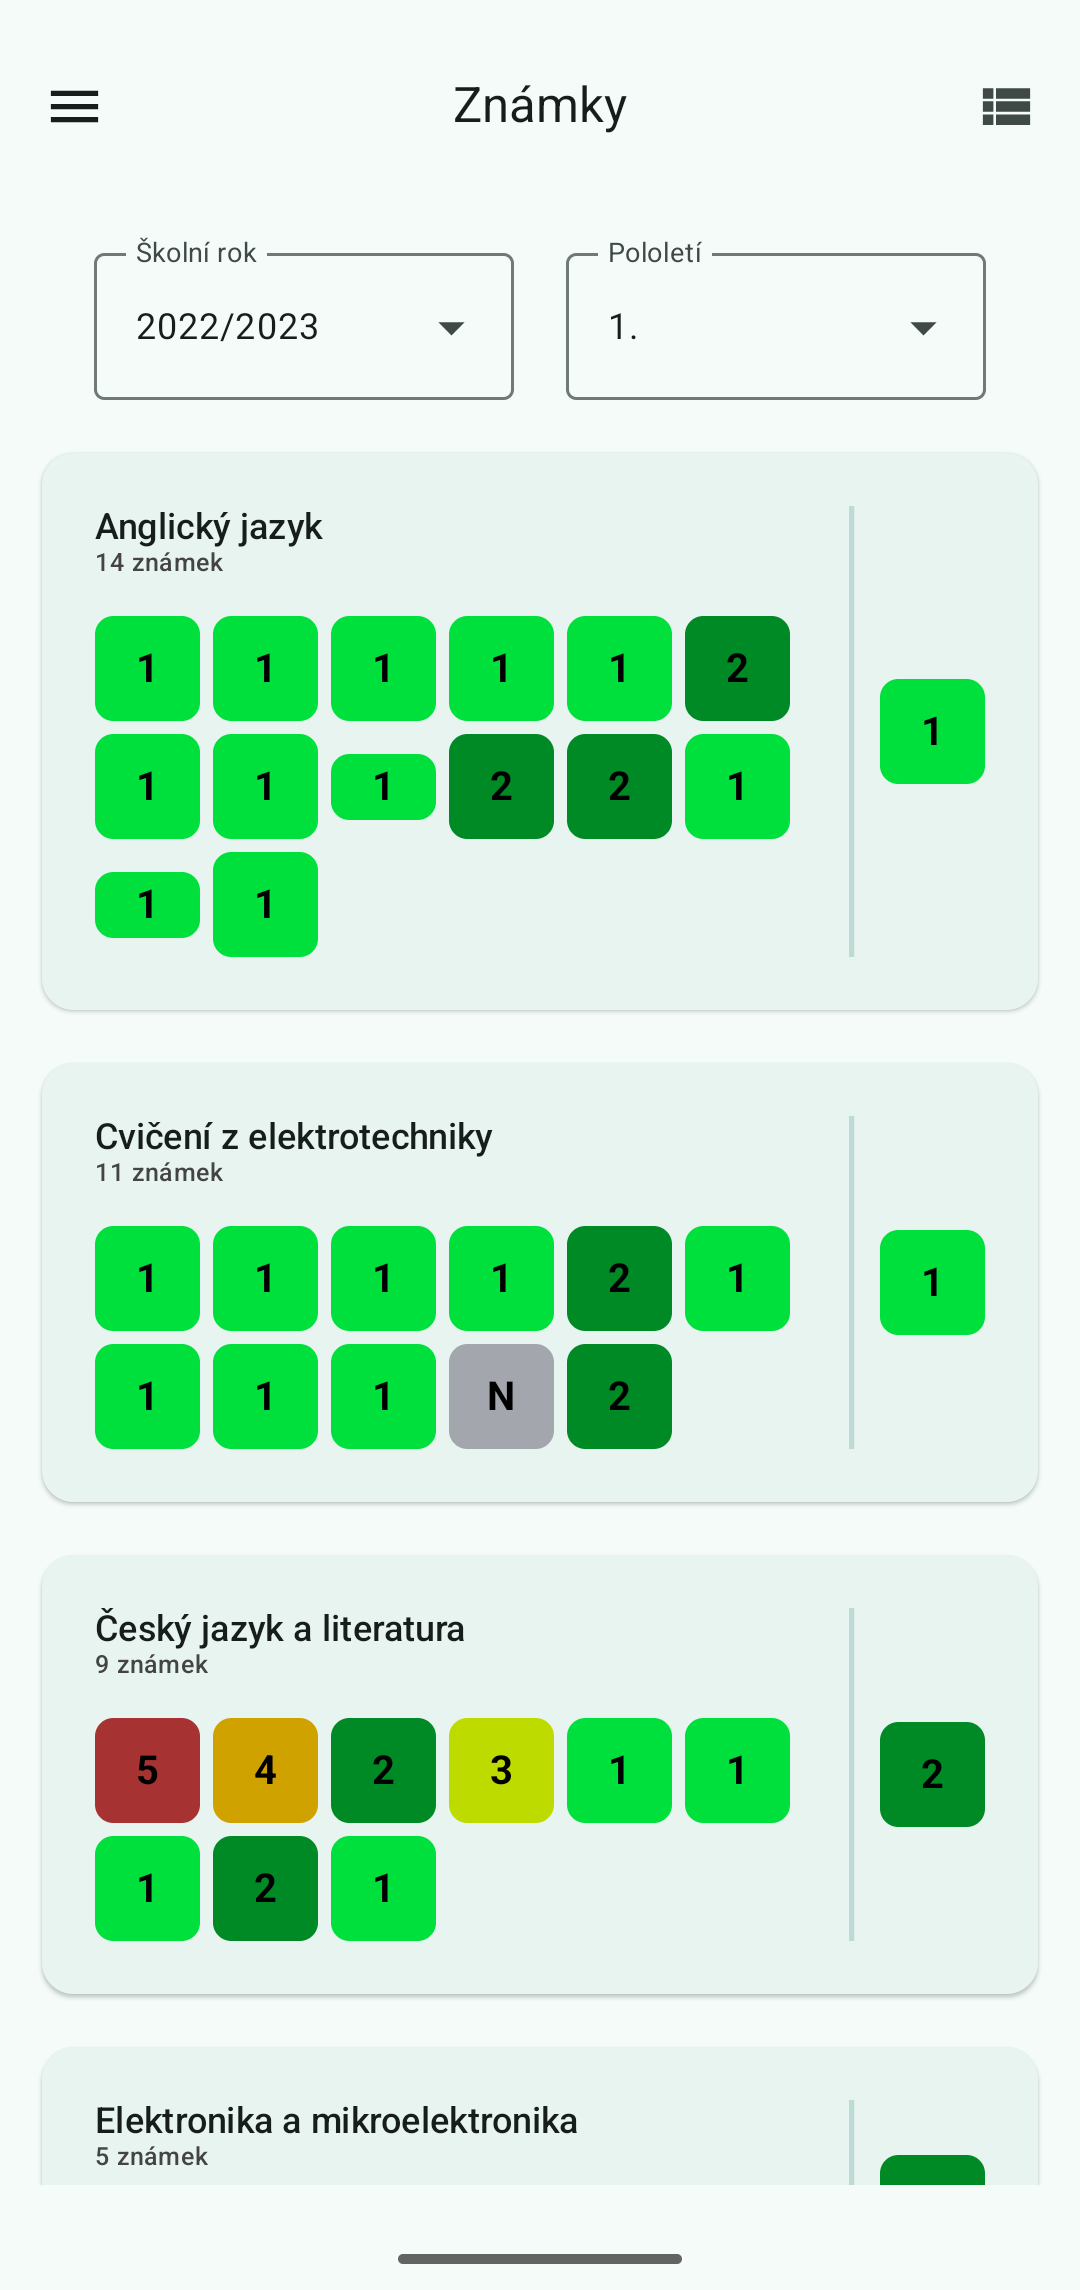 Známky
Školní rok
Pololetí
2022/2023
1.
Anglický jazyk
14 známek
1 1 1 1 1 2
1 1 1 2 2 1
1 1
1
Cvičení z elektrotechniky
11 známek
1 1 1 1 2 1
1 1 1 N 2
1
Český jazyk a literatura
9 známek
5 4 2 3 1 1
1 2 1
2
Elektronika a mikroelektronika
5 známek